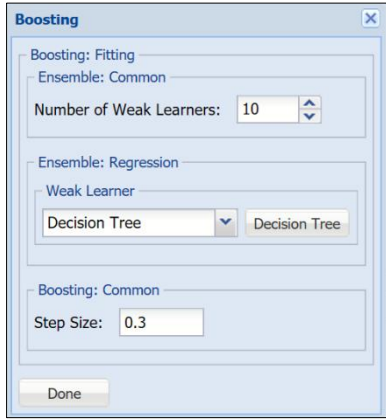 Boosting
Boosting: Fitting
Ensemble: Common
Number of Weak Learners: 10
Ensemble: Regression
Weak Learner
Decision Tree Decision Tree
Boosting: Common
Step Size: 0.3
Done